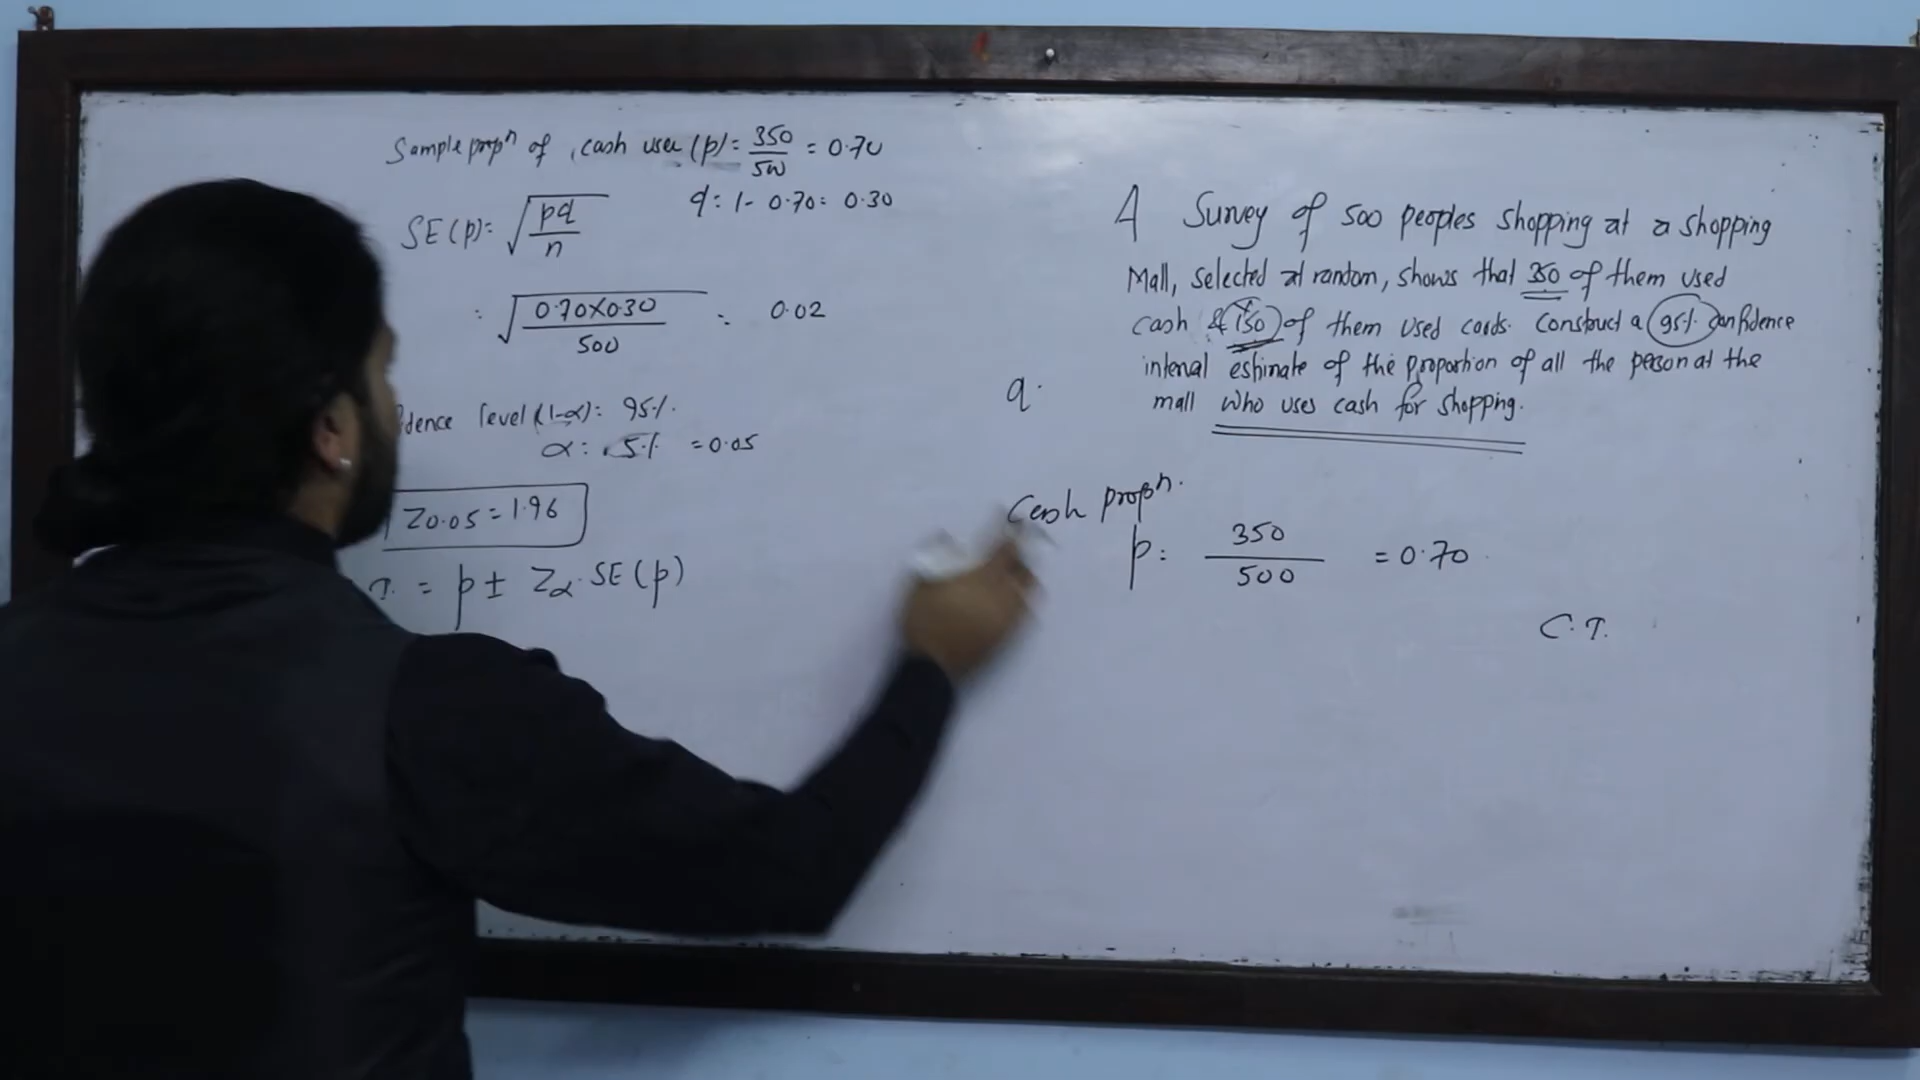 Sample propⁿ of cash user (p) = 350/500 = 0.70
q = 1 - 0.70 = 0.30
SE(p) = √(pq/n)
= √(0.70×0.30/500) = 0.02
dence level (1-α) = 95%.
α = 5% = 0.05
Z0.05 = 1.96
I. = p ± Zα SE(p)
A Survey of 500 peoples shopping at a shopping
Mall, selected at random, shows that 350 of them used
cash & 150 of them used cards. Construct a 95% confidence
interval estimate of the proportion of all the person at the
mall who uses cash for shopping.
q.
Cash propⁿ.
p = 350/500 = 0.70
C.I.